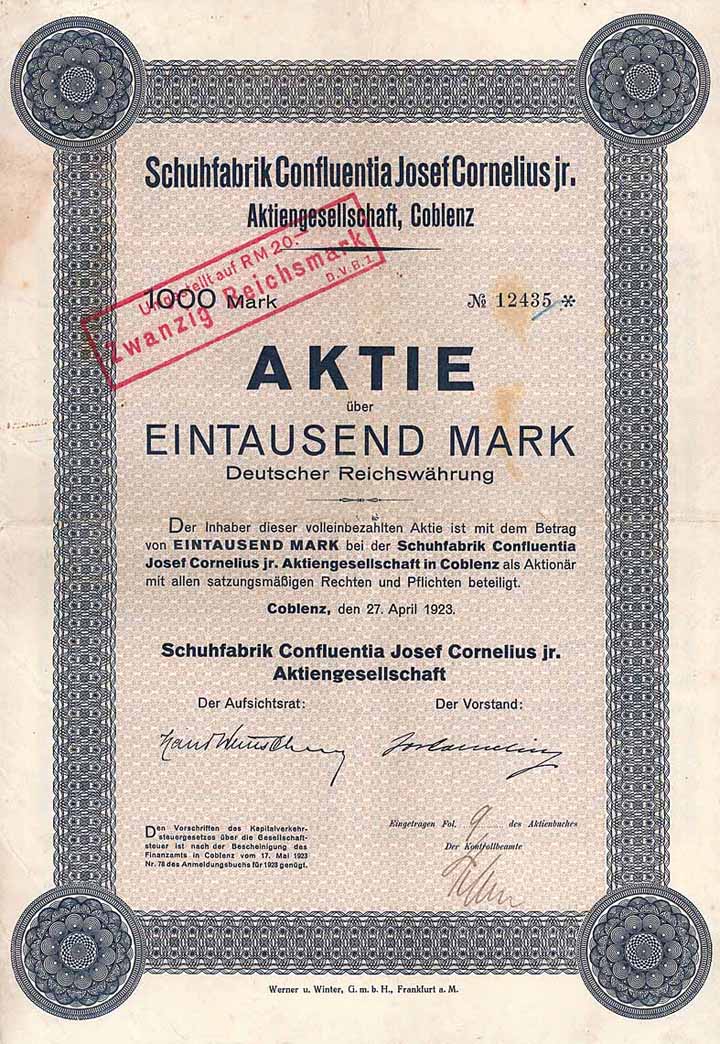 Schuhfabrik Confluentia Josef Cornelius jr.
Aktiengesellschaft, Coblenz
Umgestellt auf RM 20.—
Zwanzig Reichsmark
D.V.B.1.
1000 Mark
№ 12435 *
AKTIE
über
EINTAUSEND MARK
Deutscher Reichswährung
Der Inhaber dieser volleinbezahlten Aktie ist mit dem Betrag
von EINTAUSEND MARK bei der Schuhfabrik Confluentia
Josef Cornelius jr. Aktiengesellschaft in Coblenz als Aktionär
mit allen satzungsmäßigen Rechten und Pflichten beteiligt.
Coblenz, den 27. April 1923.
Schuhfabrik Confluentia Josef Cornelius jr.
Aktiengesellschaft
Der Aufsichtsrat:
Der Vorstand:
Eingetragen Fol. 9 des Aktienbuches
Der Kontrollbeamte
Den Vorschriften des Kapitalverkehr-
steuergesetzes über die Gesellschaft-
steuer ist nach der Bescheinigung des
Finanzamts in Coblenz vom 17. Mai 1923
Nr. 78 des Anmeldungsbuchs für 1923 genügt.
Werner u. Winter, G. m. b. H., Frankfurt a. M.